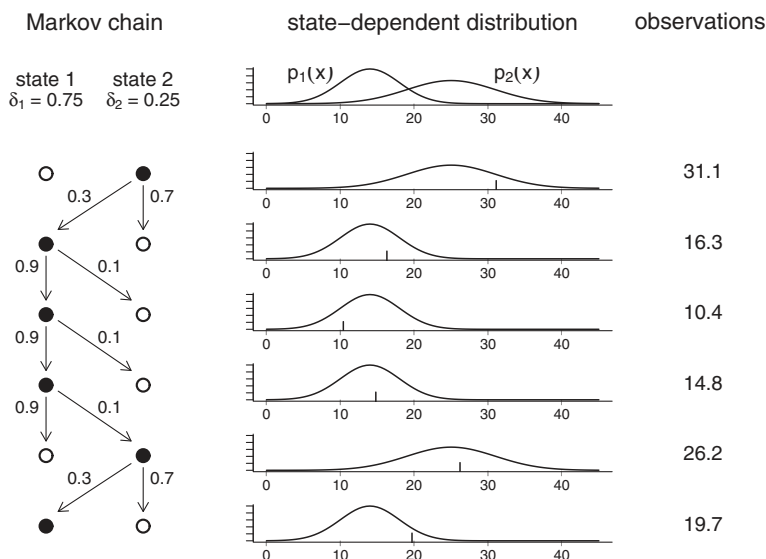 Markov chain state−dependent distribution observations
state 1 state 2
δ1 = 0.75 δ2 = 0.25
p1(x) p2(x)
0 10 20 30 40
31.1
0.3 0.7
0 10 20 30 40
16.3
0.9 0.1
0 10 20 30 40
10.4
0.9 0.1
0 10 20 30 40
14.8
0.9 0.1
0 10 20 30 40
26.2
0.3 0.7
0 10 20 30 40
19.7
0 10 20 30 40